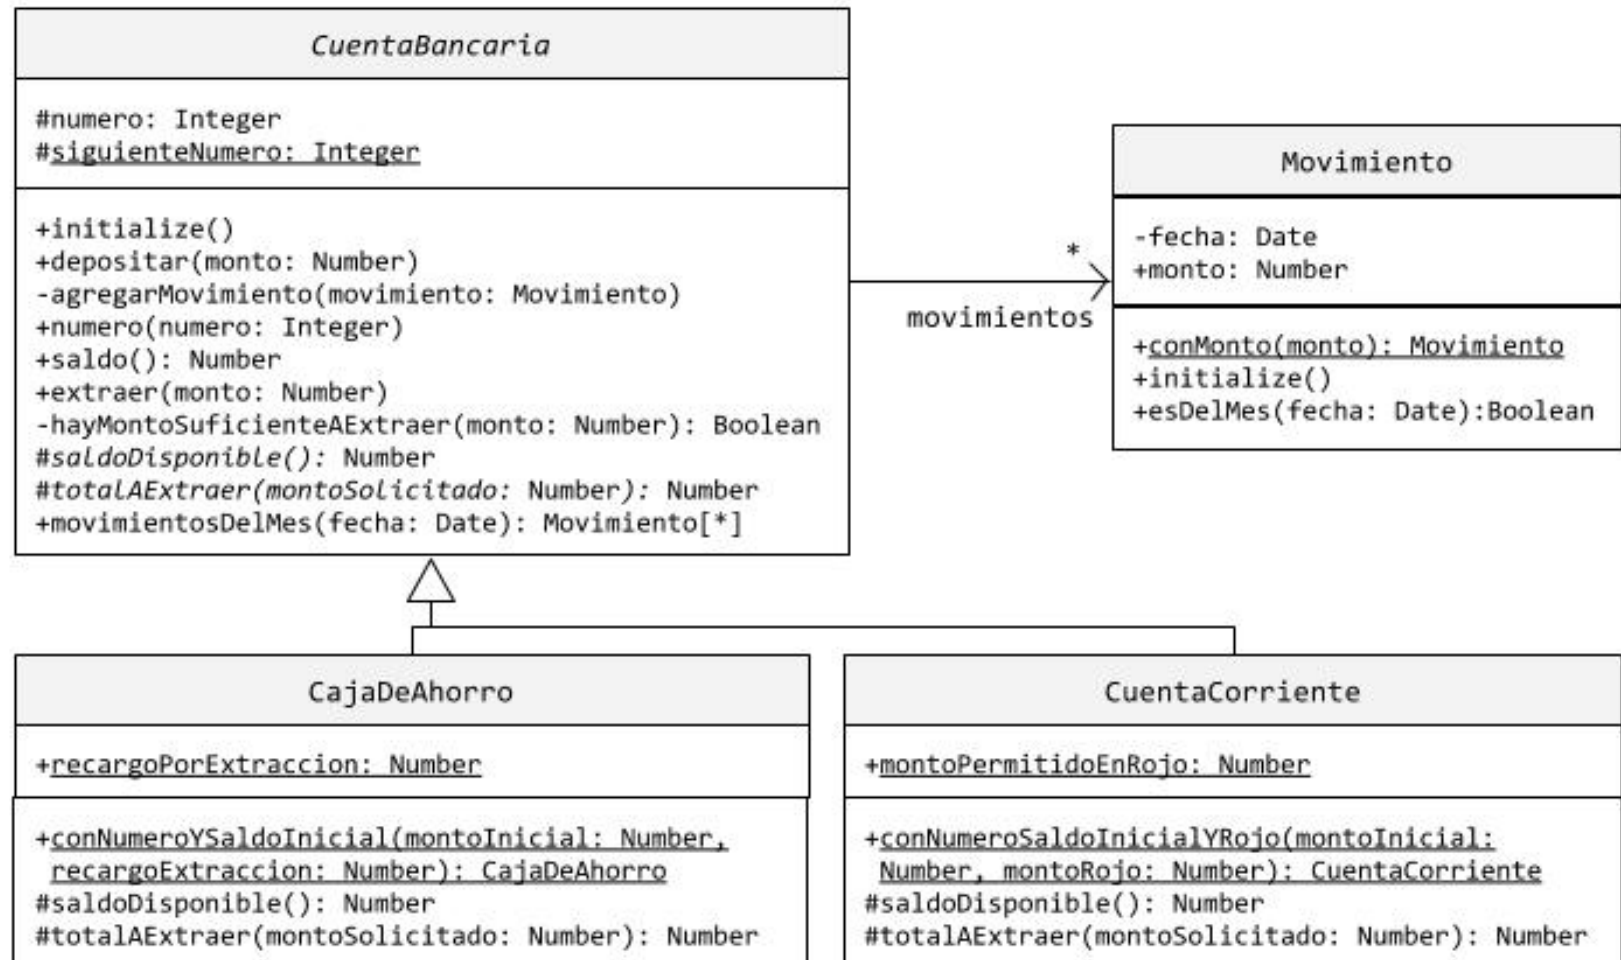 CuentaBancaria
#numero: Integer
#siguienteNumero: Integer
+initialize()
+depositar(monto: Number)
-agregarMovimiento(movimiento: Movimiento)
+numero(numero: Integer)
+saldo(): Number
+extraer(monto: Number)
-hayMontoSuficienteAExtraer(monto: Number): Boolean
#saldoDisponible(): Number
#totalAExtraer(montoSolicitado: Number): Number
+movimientosDelMes(fecha: Date): Movimiento[*]
*
movimientos
Movimiento
-fecha: Date
+monto: Number
+conMonto(monto): Movimiento
+initialize()
+esDelMes(fecha: Date):Boolean
CajaDeAhorro
+recargoPorExtraccion: Number
+conNumeroYSaldoInicial(montoInicial: Number,
recargoExtraccion: Number): CajaDeAhorro
#saldoDisponible(): Number
#totalAExtraer(montoSolicitado: Number): Number
CuentaCorriente
+montoPermitidoEnRojo: Number
+conNumeroSaldoInicialYRojo(montoInicial:
Number, montoRojo: Number): CuentaCorriente
#saldoDisponible(): Number
#totalAExtraer(montoSolicitado: Number): Number